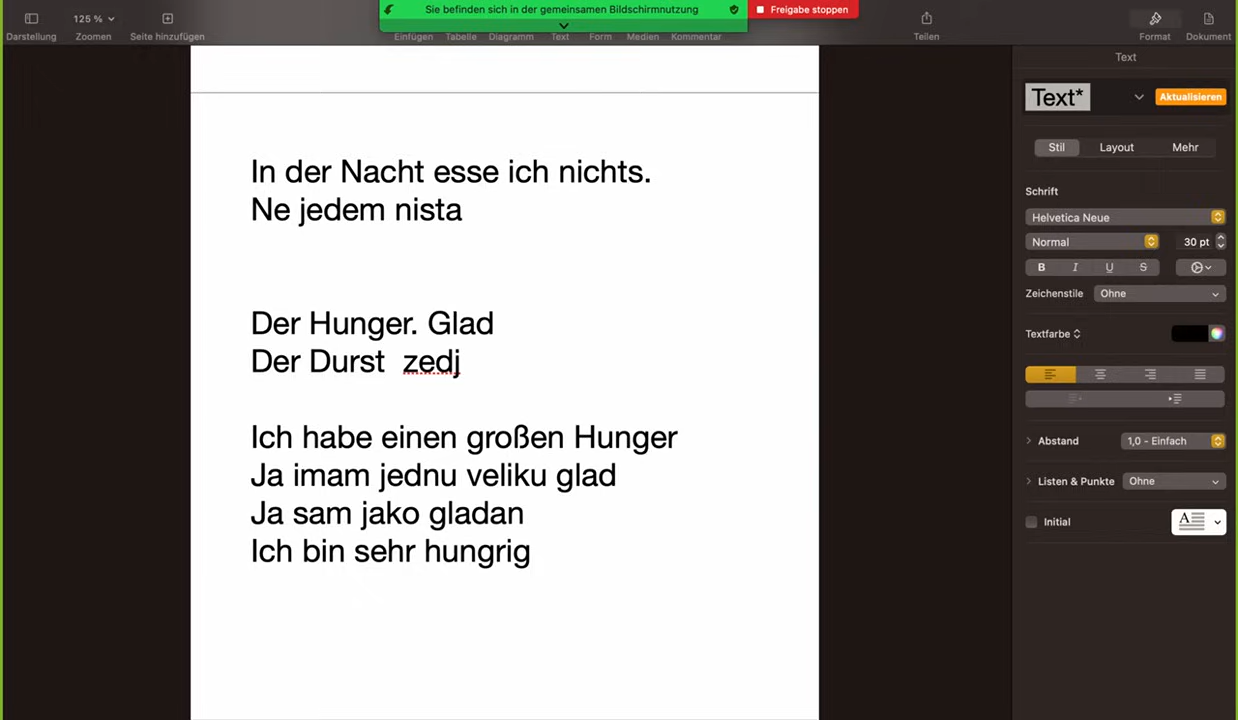 125 %
Darstellung
Zoomen
Seite hinzufügen
Sie befinden sich in der gemeinsamen Bildschirmnutzung
Freigabe stoppen
Einfügen
Tabelle
Diagramm
Text
Form
Medien
Kommentar
Teilen
Format
Dokument
In der Nacht esse ich nichts.
Ne jedem nista
Der Hunger. Glad
Der Durst zedj
Ich habe einen großen Hunger
Ja imam jednu veliku glad
Ja sam jako gladan
Ich bin sehr hungrig
Text
Text*
Aktualisieren
Stil
Layout
Mehr
Schrift
Helvetica Neue
Normal
30 pt
B I U S
Zeichenstile
Ohne
Textfarbe
Abstand
1,0 - Einfach
Listen & Punkte
Ohne
Initial
A